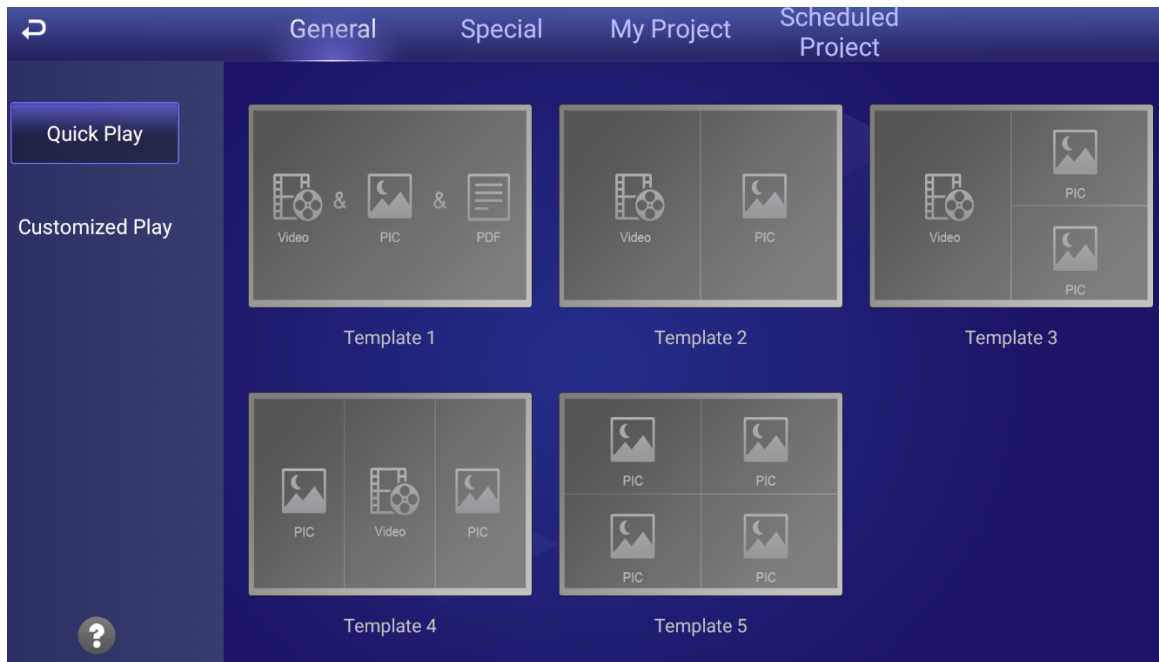 General
Special
My Project
Scheduled
Project
Quick Play
Customized Play
Video
&
PIC
&
PDF
Template 1
Video
PIC
Template 2
Video
PIC
PIC
Template 3
PIC
Video
PIC
Template 4
PIC
PIC
PIC
PIC
Template 5
?